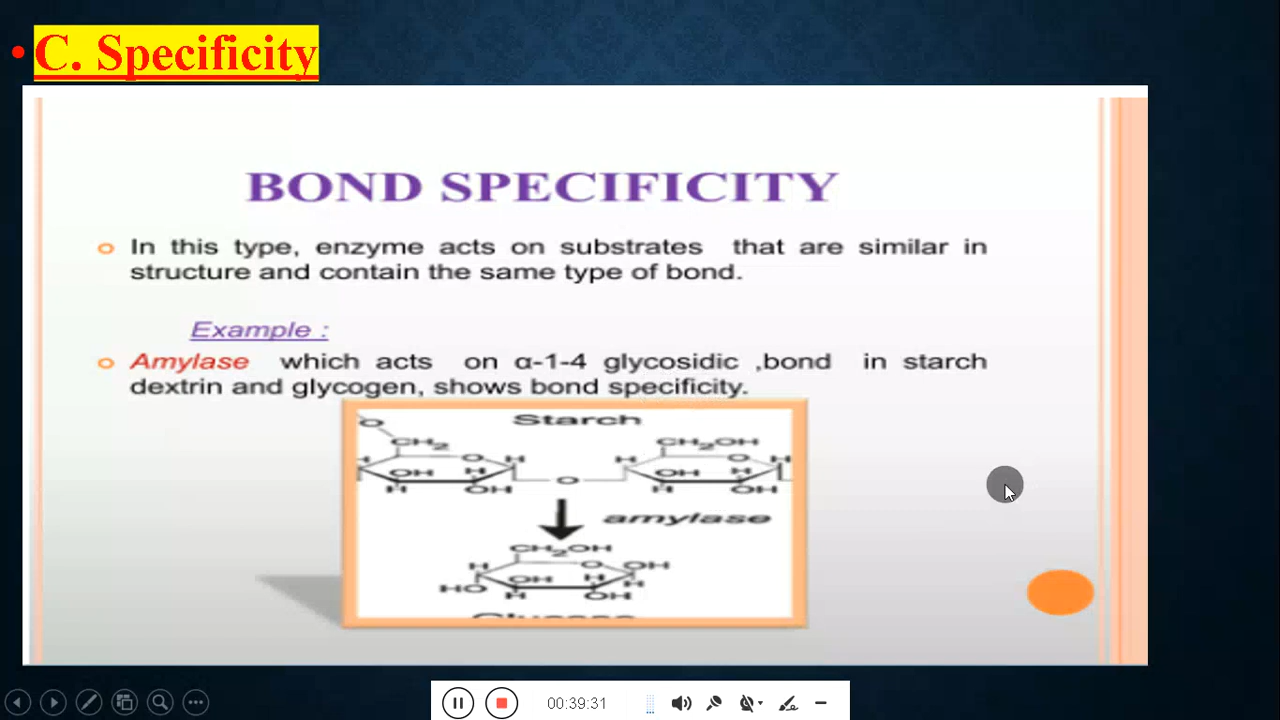 • C. Specificity
BOND SPECIFICITY
In this type, enzyme acts on substrates that are similar in
structure and contain the same type of bond.
Example :
Amylase which acts on α-1-4 glycosidic ,bond in starch
dextrin and glycogen, shows bond specificity.
Starch
O
CH2 CH2OH
H O H H O H
OH H OH H
O
H OH H OH
amylase
CH2OH
H O OH
OH H H
HO H OH
Glucose
00:39:31